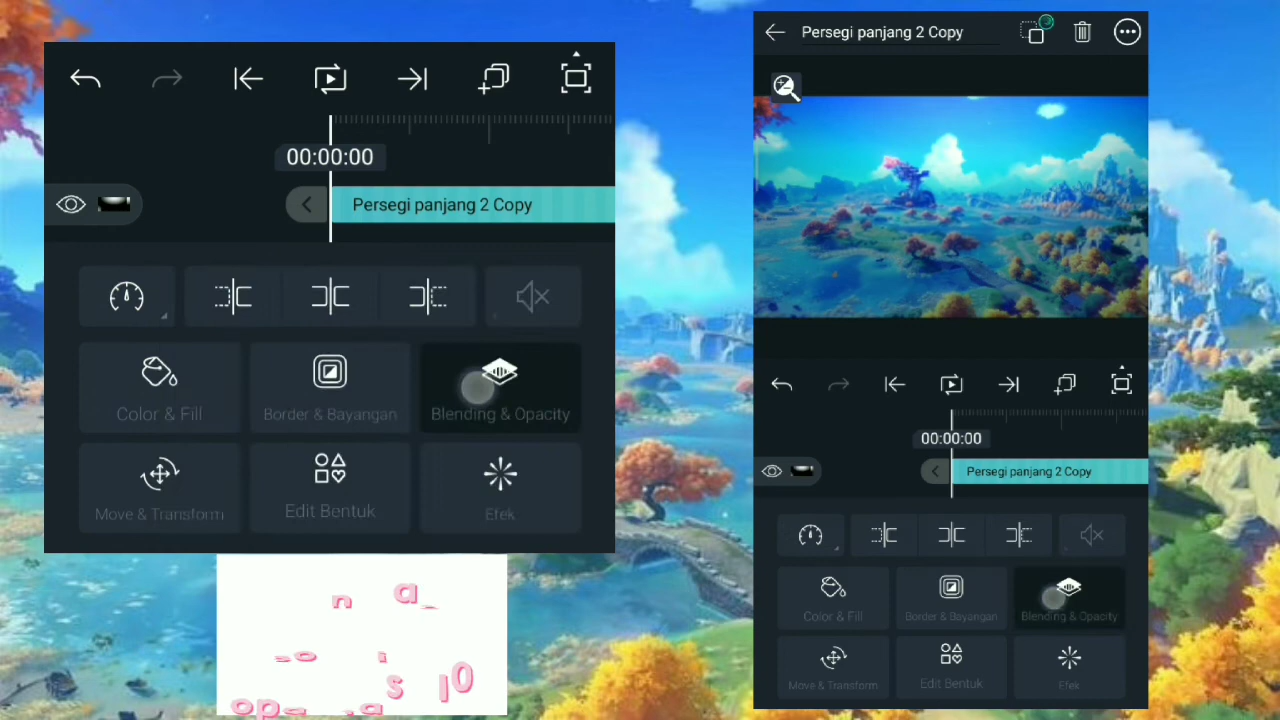 00:00:00
Persegi panjang 2 Copy
Color & Fill
Border & Bayangan
Blending & Opacity
Move & Transform
Edit Bentuk
Efek
Persegi panjang 2 Copy
00:00:00
Persegi panjang 2 Copy
Color & Fill
Border & Bayangan
Blending & Opacity
Move & Transform
Edit Bentuk
Efek